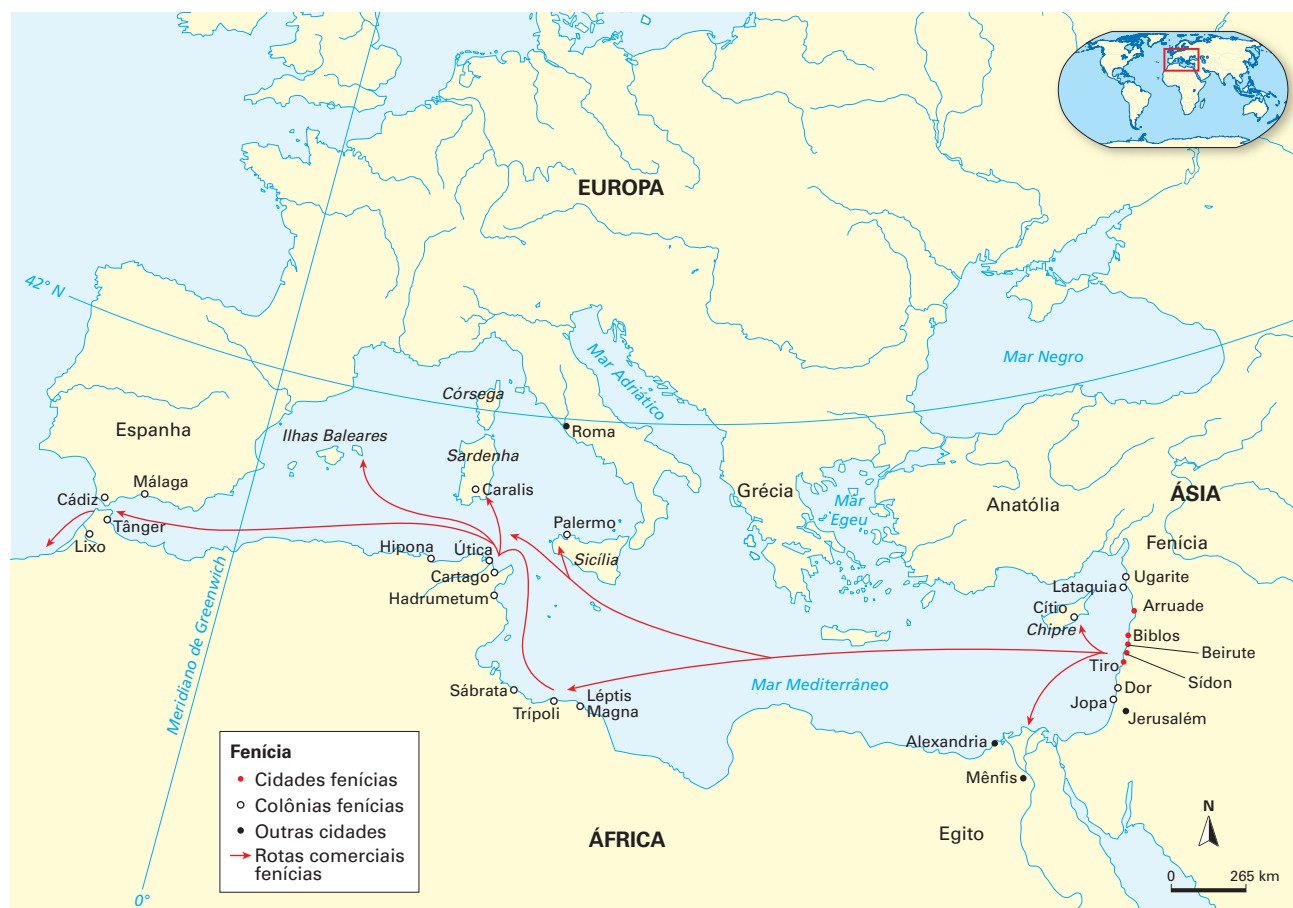 EUROPA
42° N
Mar Negro
Mar Adriático
Córsega
Roma
Espanha
Ilhas Baleares
Sardenha
Caralis
Grécia
Mar
Egeu
Anatólia
ÁSIA
Málaga
Cádiz
Tânger
Lixo
Palermo
Sicília
Hipona
Útica
Cartago
Hadrumetum
Fenícia
Ugarite
Lataquia
Cítio
Chipre
Arruade
Biblos
Beirute
Tiro
Sídon
Dor
Jopa
Jerusalém
Meridiano de Greenwich
Mar Mediterrâneo
Sábrata
Trípoli
Léptis
Magna
Alexandria
Mênfis
Egito
ÁFRICA
Fenícia
Cidades fenícias
Colônias fenícias
Outras cidades
Rotas comerciais
fenícias
0°
N
0 265 km